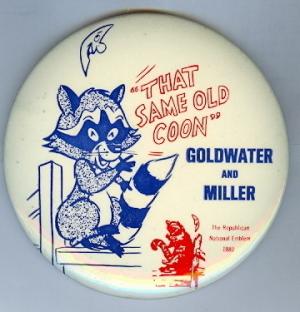 "THAT
SAME OLD
COON"
GOLDWATER
AND
MILLER
The Republican
National Emblem